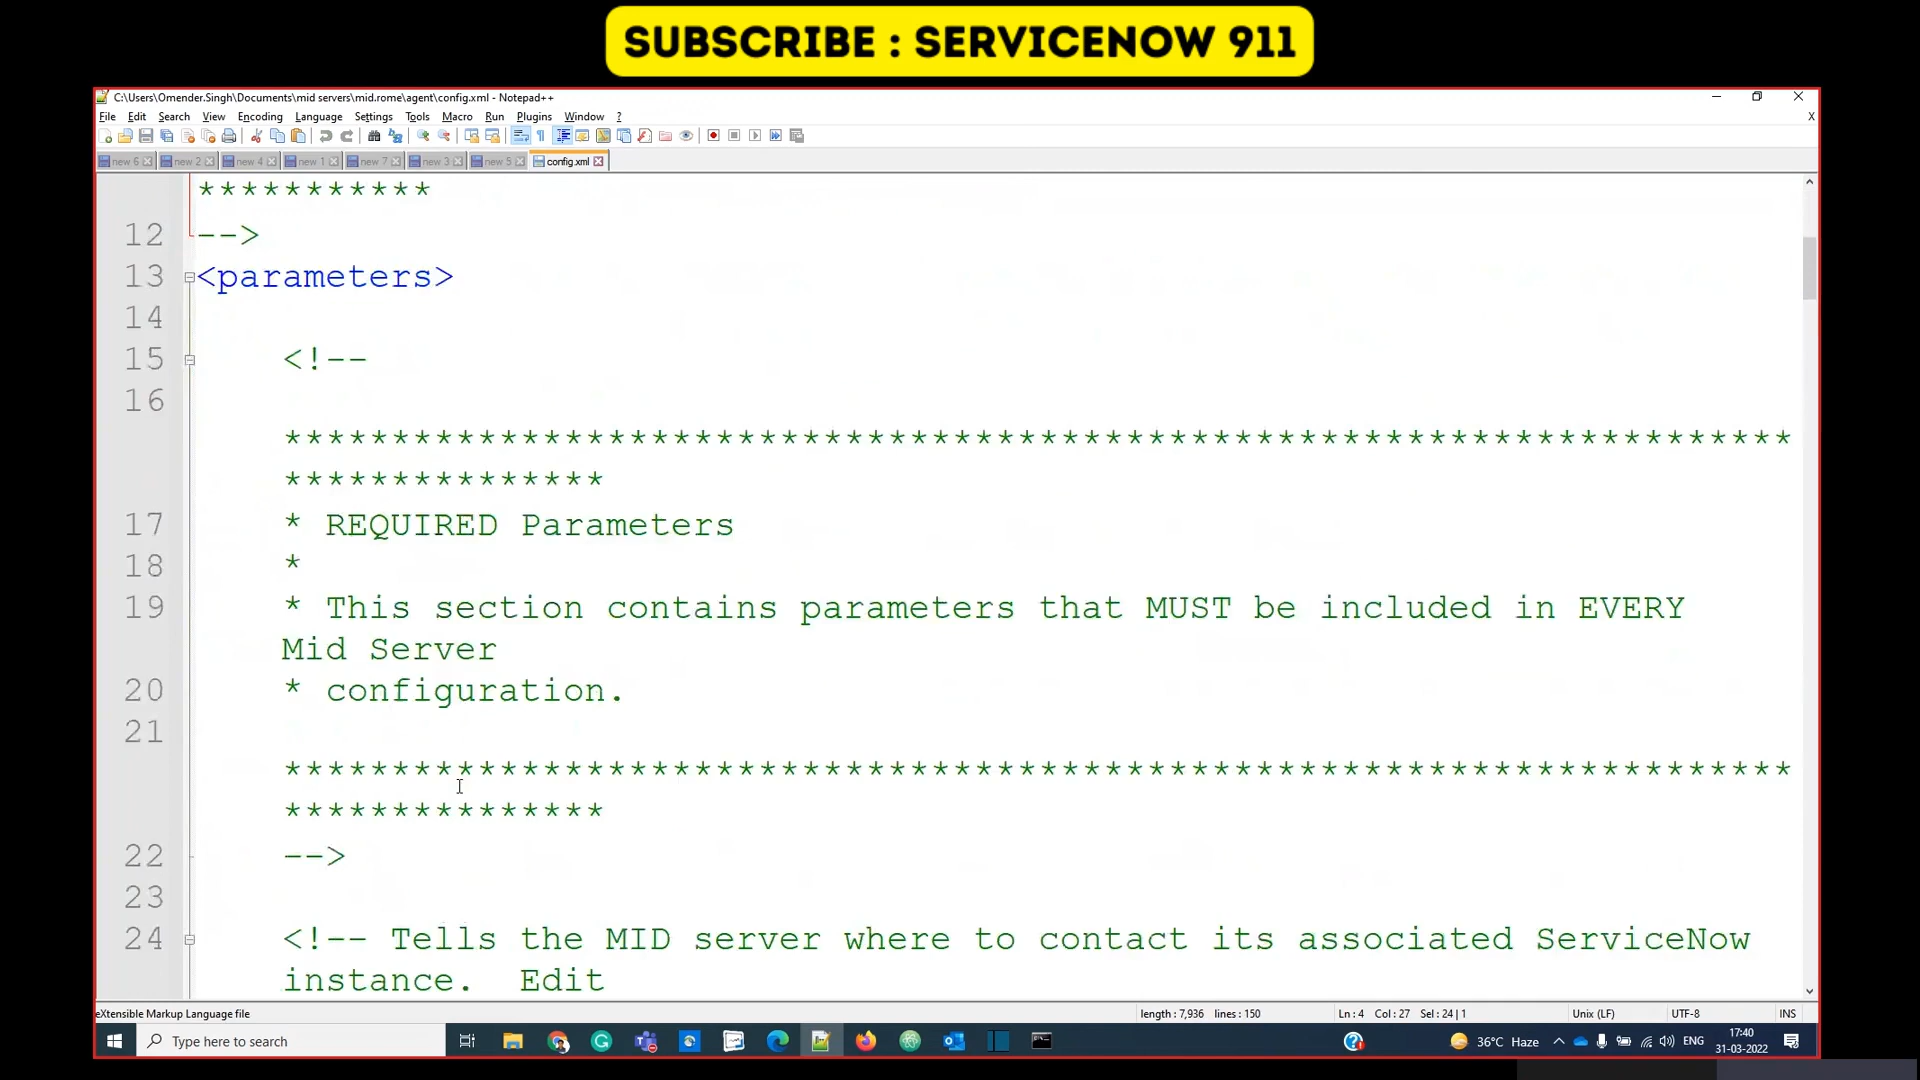 SUBSCRIBE : SERVICENOW 911
C:\Users\Omender.Singh\Documents\mid servers\mid.rome\agent\config.xml - Notepad++
File Edit Search View Encoding Language Settings Tools Macro Run Plugins Window ?
X
new 6 new 2 new 4 new 1 new 7 new 3 new 5 config.xml
***********
12 -->
13 <parameters>
14
15 <!--
16
**********************************************************************
***************
17 * REQUIRED Parameters
18 *
19 * This section contains parameters that MUST be included in EVERY
Mid Server
20 * configuration.
21
**********************************************************************
***************
22 -->
23
24 <!-- Tells the MID server where to contact its associated ServiceNow
instance.  Edit
eXtensible Markup Language file length : 7,936 lines : 150 Ln : 4 Col : 27 Sel : 24 | 1 Unix (LF) UTF-8 INS
Type here to search 36°C Haze ENG 17:40
31-03-2022